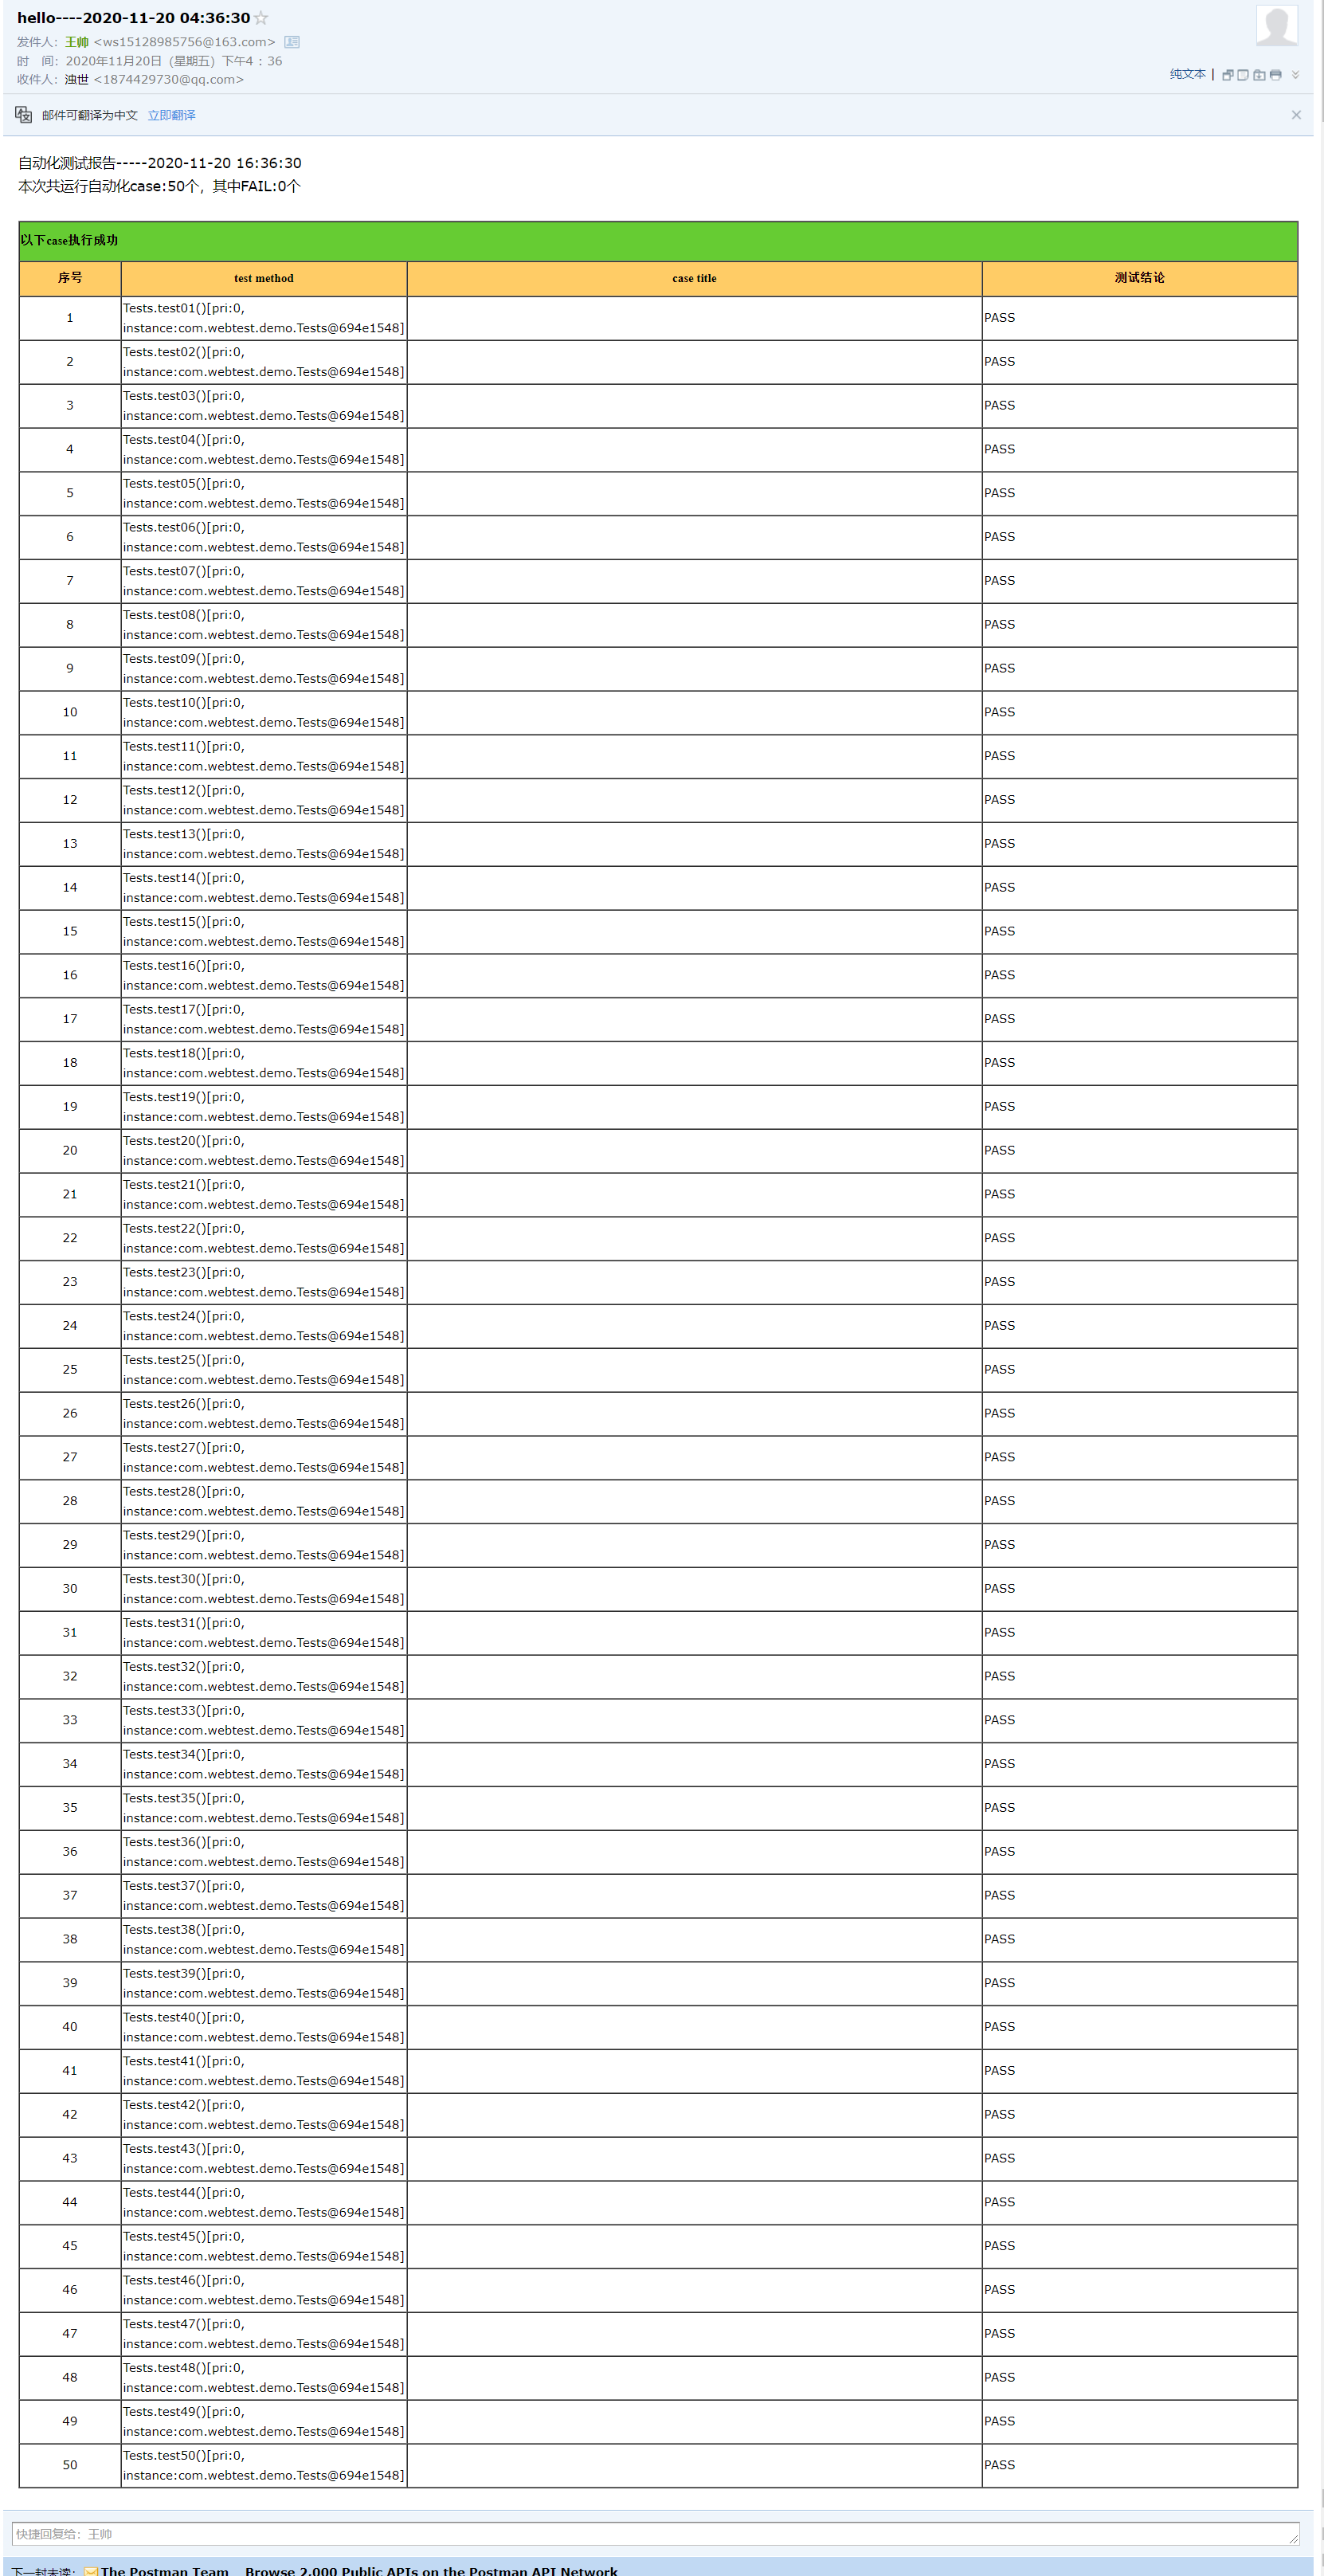 hello----2020-11-20 04:36:30
发件人：王帅 <ws15128985756@163.com>
时　间：2020年11月20日（星期五）下午4：36
收件人：浊世 <1874429730@qq.com>
纯文本 |
邮件可翻译为中文 立即翻译
自动化测试报告-----2020-11-20 16:36:30
本次共运行自动化case:50个，其中FAIL:0个
以下case执行成功
序号 test method case title 测试结论
1 Tests.test01()[pri:0, PASS
instance:com.webtest.demo.Tests@694e1548]
2 Tests.test02()[pri:0, PASS
instance:com.webtest.demo.Tests@694e1548]
3 Tests.test03()[pri:0, PASS
instance:com.webtest.demo.Tests@694e1548]
4 Tests.test04()[pri:0, PASS
instance:com.webtest.demo.Tests@694e1548]
5 Tests.test05()[pri:0, PASS
instance:com.webtest.demo.Tests@694e1548]
6 Tests.test06()[pri:0, PASS
instance:com.webtest.demo.Tests@694e1548]
7 Tests.test07()[pri:0, PASS
instance:com.webtest.demo.Tests@694e1548]
8 Tests.test08()[pri:0, PASS
instance:com.webtest.demo.Tests@694e1548]
9 Tests.test09()[pri:0, PASS
instance:com.webtest.demo.Tests@694e1548]
10 Tests.test10()[pri:0, PASS
instance:com.webtest.demo.Tests@694e1548]
11 Tests.test11()[pri:0, PASS
instance:com.webtest.demo.Tests@694e1548]
12 Tests.test12()[pri:0, PASS
instance:com.webtest.demo.Tests@694e1548]
13 Tests.test13()[pri:0, PASS
instance:com.webtest.demo.Tests@694e1548]
14 Tests.test14()[pri:0, PASS
instance:com.webtest.demo.Tests@694e1548]
15 Tests.test15()[pri:0, PASS
instance:com.webtest.demo.Tests@694e1548]
16 Tests.test16()[pri:0, PASS
instance:com.webtest.demo.Tests@694e1548]
17 Tests.test17()[pri:0, PASS
instance:com.webtest.demo.Tests@694e1548]
18 Tests.test18()[pri:0, PASS
instance:com.webtest.demo.Tests@694e1548]
19 Tests.test19()[pri:0, PASS
instance:com.webtest.demo.Tests@694e1548]
20 Tests.test20()[pri:0, PASS
instance:com.webtest.demo.Tests@694e1548]
21 Tests.test21()[pri:0, PASS
instance:com.webtest.demo.Tests@694e1548]
22 Tests.test22()[pri:0, PASS
instance:com.webtest.demo.Tests@694e1548]
23 Tests.test23()[pri:0, PASS
instance:com.webtest.demo.Tests@694e1548]
24 Tests.test24()[pri:0, PASS
instance:com.webtest.demo.Tests@694e1548]
25 Tests.test25()[pri:0, PASS
instance:com.webtest.demo.Tests@694e1548]
26 Tests.test26()[pri:0, PASS
instance:com.webtest.demo.Tests@694e1548]
27 Tests.test27()[pri:0, PASS
instance:com.webtest.demo.Tests@694e1548]
28 Tests.test28()[pri:0, PASS
instance:com.webtest.demo.Tests@694e1548]
29 Tests.test29()[pri:0, PASS
instance:com.webtest.demo.Tests@694e1548]
30 Tests.test30()[pri:0, PASS
instance:com.webtest.demo.Tests@694e1548]
31 Tests.test31()[pri:0, PASS
instance:com.webtest.demo.Tests@694e1548]
32 Tests.test32()[pri:0, PASS
instance:com.webtest.demo.Tests@694e1548]
33 Tests.test33()[pri:0, PASS
instance:com.webtest.demo.Tests@694e1548]
34 Tests.test34()[pri:0, PASS
instance:com.webtest.demo.Tests@694e1548]
35 Tests.test35()[pri:0, PASS
instance:com.webtest.demo.Tests@694e1548]
36 Tests.test36()[pri:0, PASS
instance:com.webtest.demo.Tests@694e1548]
37 Tests.test37()[pri:0, PASS
instance:com.webtest.demo.Tests@694e1548]
38 Tests.test38()[pri:0, PASS
instance:com.webtest.demo.Tests@694e1548]
39 Tests.test39()[pri:0, PASS
instance:com.webtest.demo.Tests@694e1548]
40 Tests.test40()[pri:0, PASS
instance:com.webtest.demo.Tests@694e1548]
41 Tests.test41()[pri:0, PASS
instance:com.webtest.demo.Tests@694e1548]
42 Tests.test42()[pri:0, PASS
instance:com.webtest.demo.Tests@694e1548]
43 Tests.test43()[pri:0, PASS
instance:com.webtest.demo.Tests@694e1548]
44 Tests.test44()[pri:0, PASS
instance:com.webtest.demo.Tests@694e1548]
45 Tests.test45()[pri:0, PASS
instance:com.webtest.demo.Tests@694e1548]
46 Tests.test46()[pri:0, PASS
instance:com.webtest.demo.Tests@694e1548]
47 Tests.test47()[pri:0, PASS
instance:com.webtest.demo.Tests@694e1548]
48 Tests.test48()[pri:0, PASS
instance:com.webtest.demo.Tests@694e1548]
49 Tests.test49()[pri:0, PASS
instance:com.webtest.demo.Tests@694e1548]
50 Tests.test50()[pri:0, PASS
instance:com.webtest.demo.Tests@694e1548]
快捷回复给：王帅
下一封未读：The Postman Team Browse 2,000 Public APIs on the Postman API Network